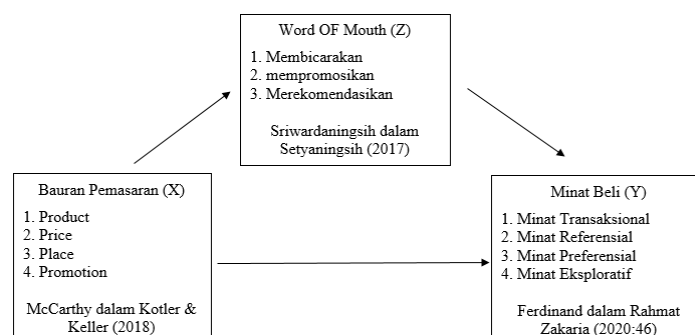 Word OF Mouth (Z)
1. Membicarakan
2. mempromosikan
3. Merekomendasikan
Sriwardaningsih dalam
Setyaningsih (2017)
Bauran Pemasaran (X)
1. Product
2. Price
3. Place
4. Promotion
McCarthy dalam Kotler &
Keller (2018)
Minat Beli (Y)
1. Minat Transaksional
2. Minat Referensial
3. Minat Preferensial
4. Minat Eksploratif
Ferdinand dalam Rahmat
Zakaria (2020:46)